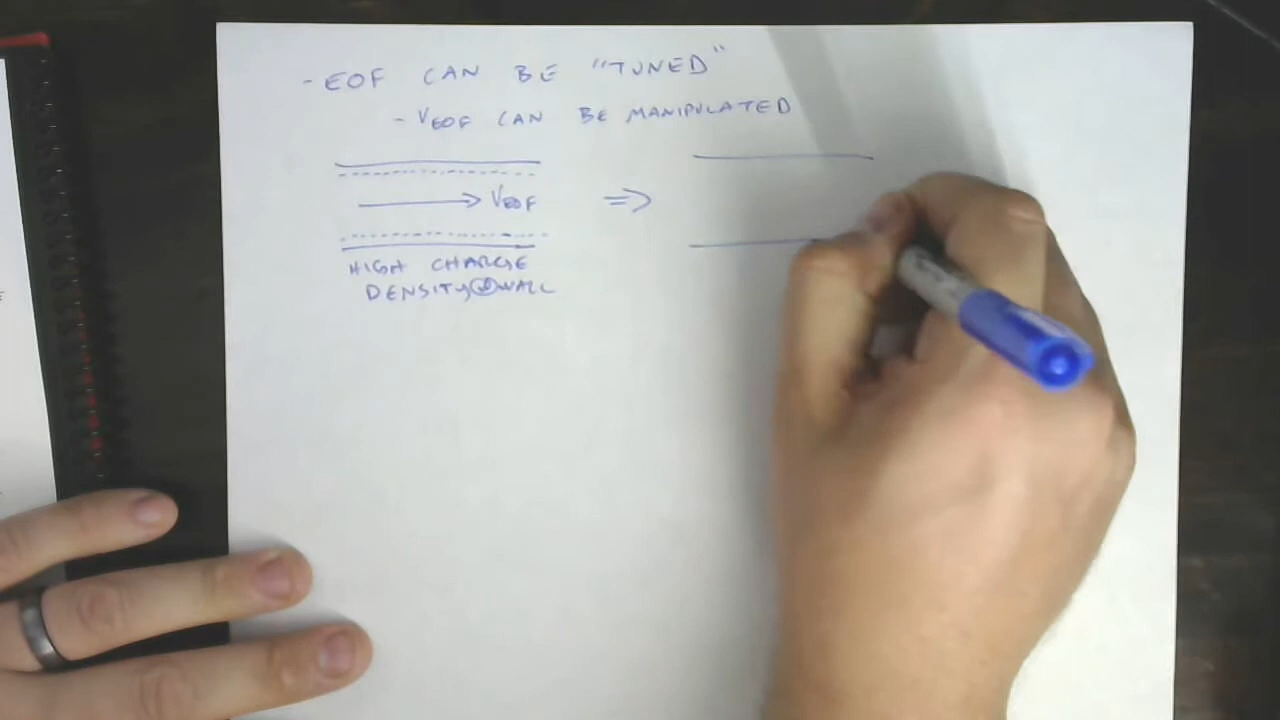 - EOF CAN BE "TUNED"
- VEOF CAN BE MANIPULATED
VEOF
=>
HIGH CHARGE
DENSITY@WALL